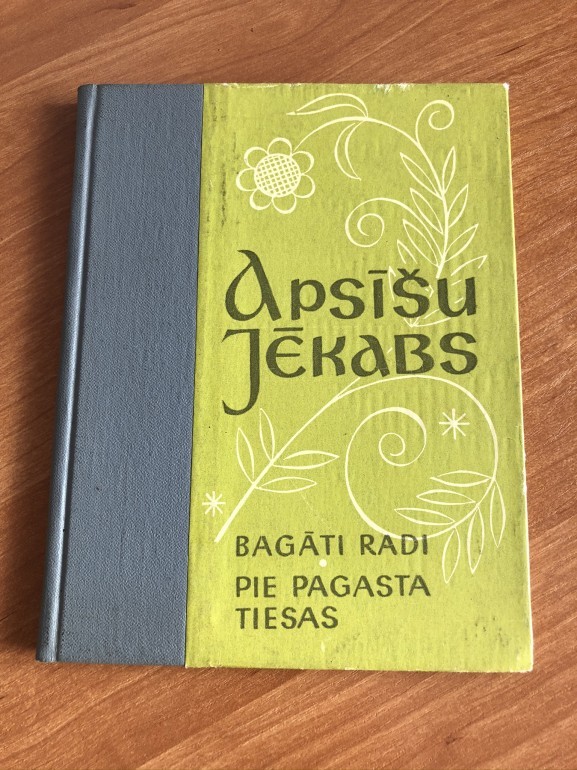 Apsīšu
Jēkabs
BAGĀTI RADI
PIE PAGASTA
TIESAS